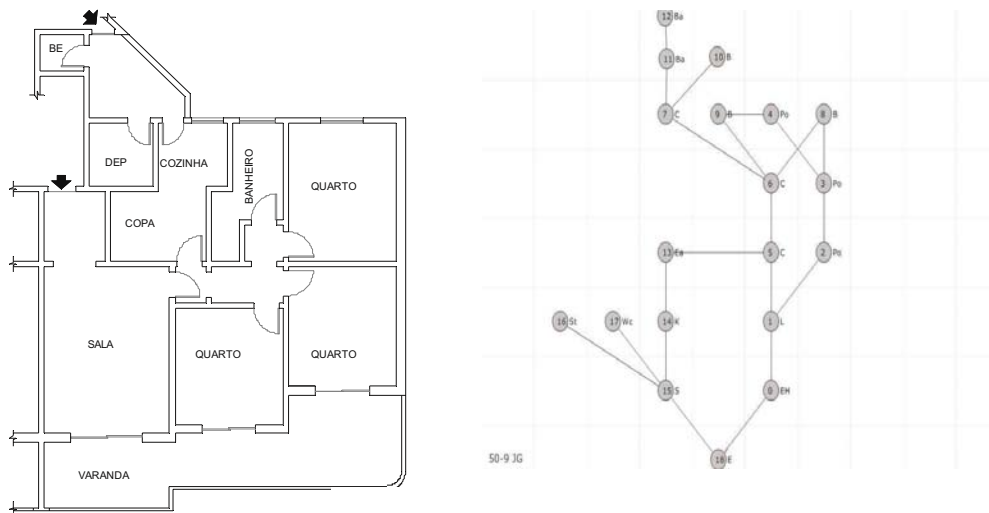 BE
DEP
COZINHA
BANHEIRO
QUARTO
COPA
SALA
QUARTO
QUARTO
VARANDA
12 Ba
11 Ba
10 B
7 C
9 B
4 Po
8 B
6 C
3 Po
13 Ea
5 C
2 Po
16 St
17 Wc
14 K
1 L
15 S
0 EH
18 E
50-9 JG